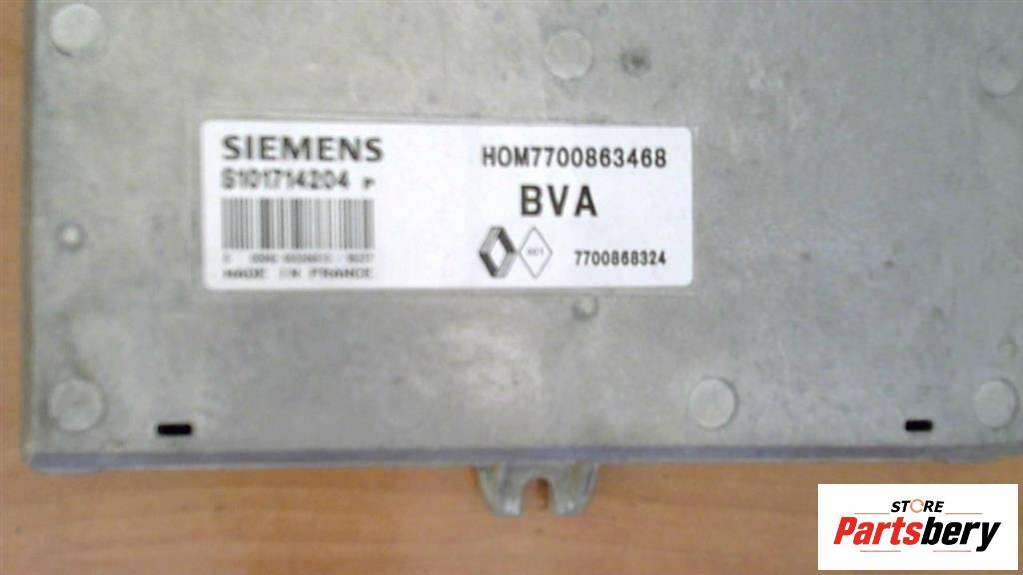 SIEMENS
S101714204 P
MADE IN FRANCE
HOM7700863468
BVA
7700868324
STORE
Partsbery